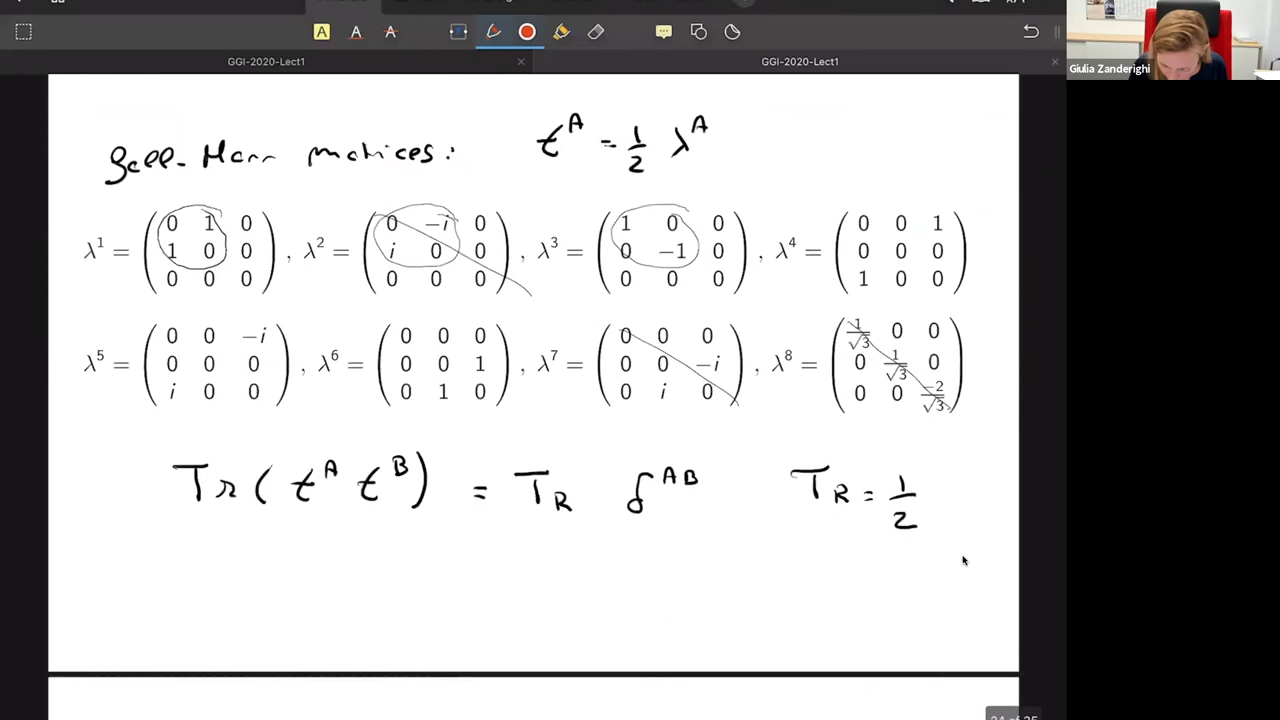 A A A
GGI-2020-Lect1 × GGI-2020-Lect1 ×
Giulia Zanderighi
Gell-Mann matrices: t^A = 1/2 λ^A
λ^1 = ( 0 1 0 ; 1 0 0 ; 0 0 0 ) , λ^2 = ( 0 −i 0 ; i 0 0 ; 0 0 0 ) , λ^3 = ( 1 0 0 ; 0 −1 0 ; 0 0 0 ) , λ^4 = ( 0 0 1 ; 0 0 0 ; 1 0 0 )
λ^5 = ( 0 0 −i ; 0 0 0 ; i 0 0 ) , λ^6 = ( 0 0 0 ; 0 0 1 ; 0 1 0 ) , λ^7 = ( 0 0 0 ; 0 0 −i ; 0 i 0 ) , λ^8 = ( 1/√3 0 0 ; 0 1/√3 0 ; 0 0 −2/√3 )
Tr( t^A t^B ) = T_R δ^AB T_R = 1/2